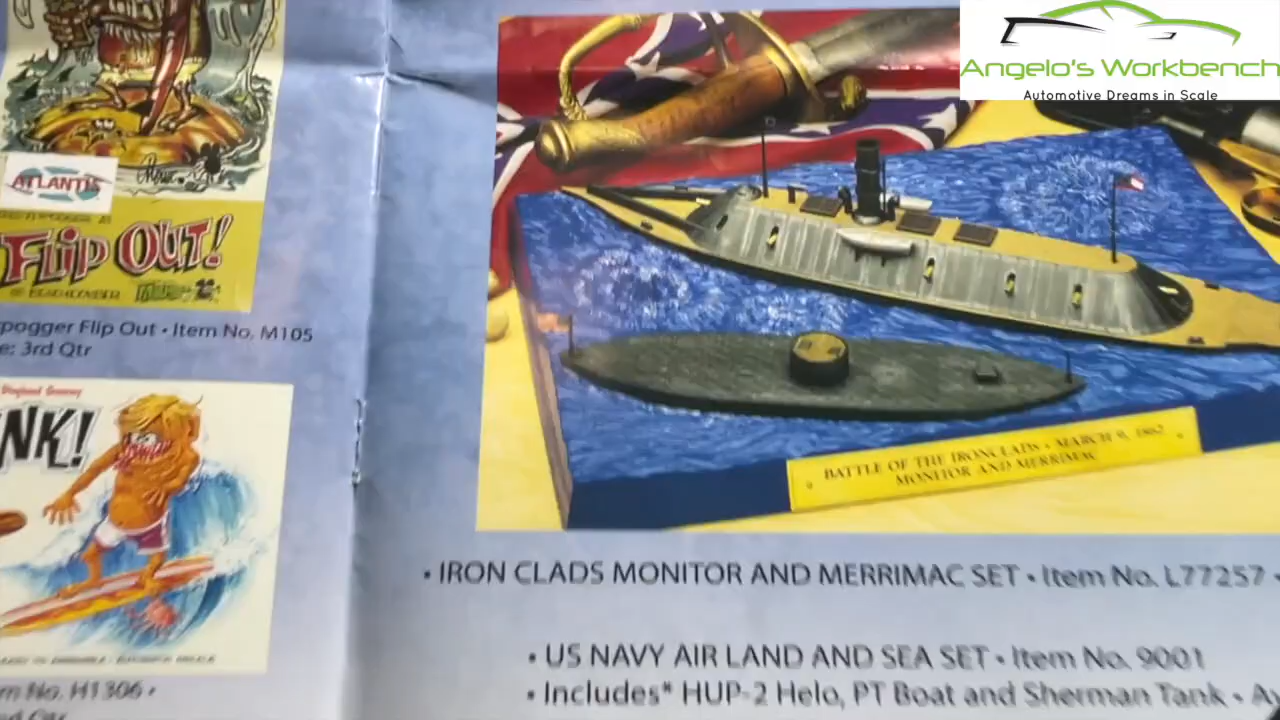 Angelo's Workbench
Automotive Dreams in Scale
ATLANTIS
FLIP OUT!
pogger Flip Out • Item No. M105
e: 3rd Qtr
NK!
m No. H1306 •
BATTLE OF THE IRONCLADS • MARCH 9, 1862
MONITOR AND MERRIMAC
• IRON CLADS MONITOR AND MERRIMAC SET • Item No. L77257 •
• US NAVY AIR LAND AND SEA SET • Item No. 9001
• Includes* HUP-2 Helo, PT Boat and Sherman Tank •